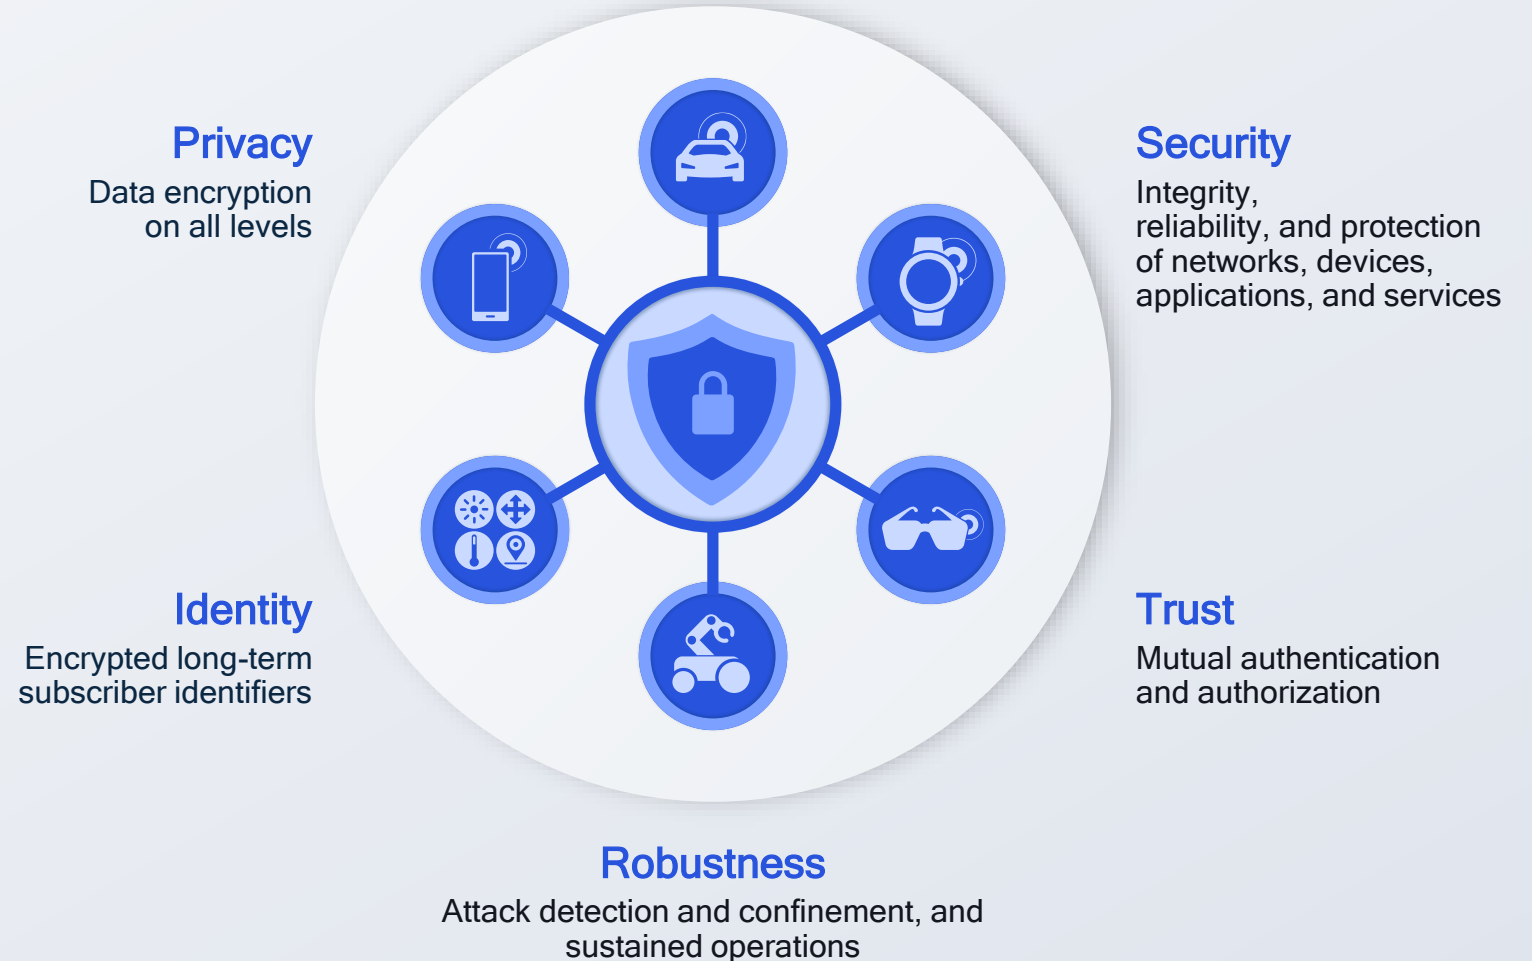 Privacy
Data encryption
on all levels
Security
Integrity,
reliability, and protection
of networks, devices,
applications, and services
Identity
Encrypted long-term
subscriber identifiers
Trust
Mutual authentication
and authorization
Robustness
Attack detection and confinement, and
sustained operations